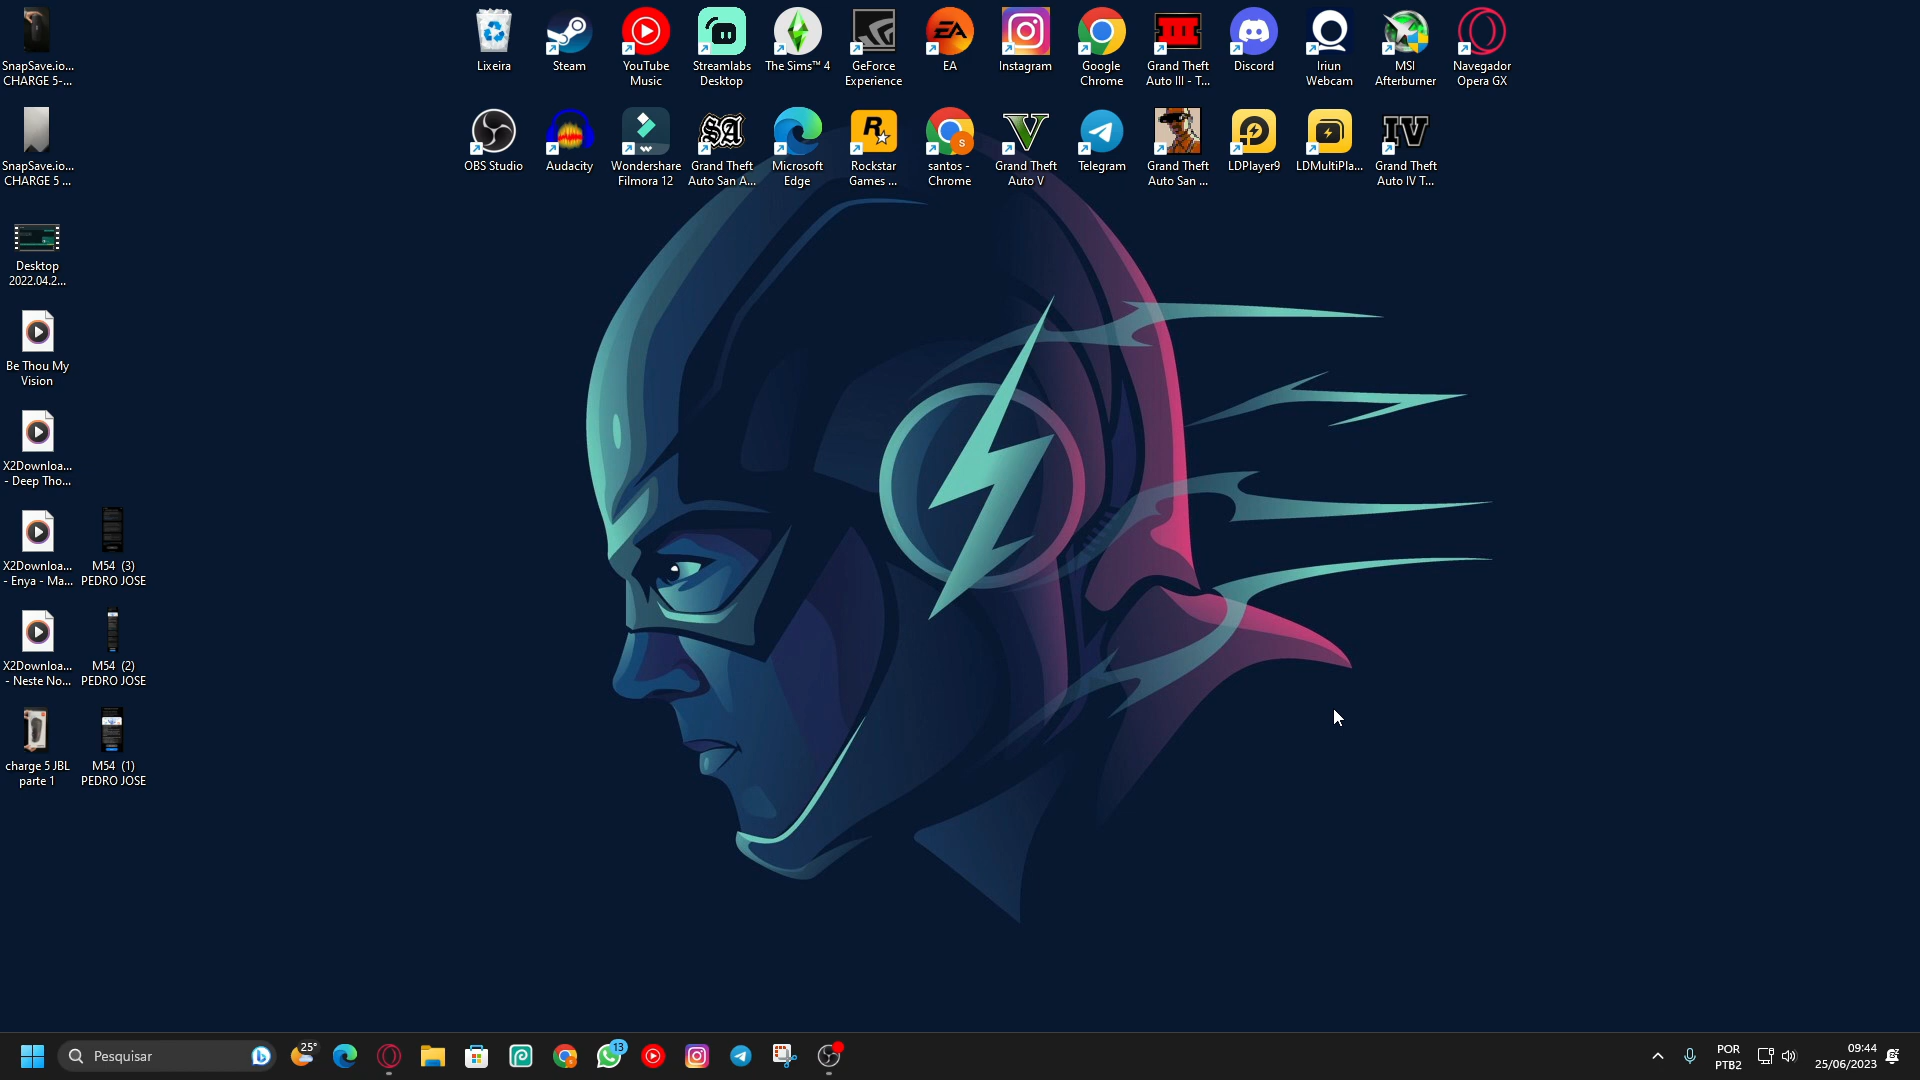 SnapSave.io...
CHARGE 5-...
Lixeira
Steam
YouTube
Music
Streamlabs
Desktop
The Sims™ 4
GeForce
Experience
EA
Instagram
Google
Chrome
Grand Theft
Auto III - T...
Discord
Iriun
Webcam
MSI
Afterburner
Navegador
Opera GX
SnapSave.io...
CHARGE 5 ...
OBS Studio
Audacity
Wondershare
Filmora 12
Grand Theft
Auto San A...
Microsoft
Edge
Rockstar
Games ...
santos -
Chrome
Grand Theft
Auto V
Telegram
Grand Theft
Auto San ...
LDPlayer9
LDMultiPla...
Grand Theft
Auto IV T...
Desktop
2022.04.2...
Be Thou My
Vision
X2Downloa...
- Deep Tho...
X2Downloa...
- Enya - Ma...
M54 (3)
PEDRO JOSE
X2Downloa...
- Neste No...
M54 (2)
PEDRO JOSE
charge 5 JBL
parte 1
M54 (1)
PEDRO JOSE
Pesquisar
25°
13
POR
PTB2
09:44
25/06/2023